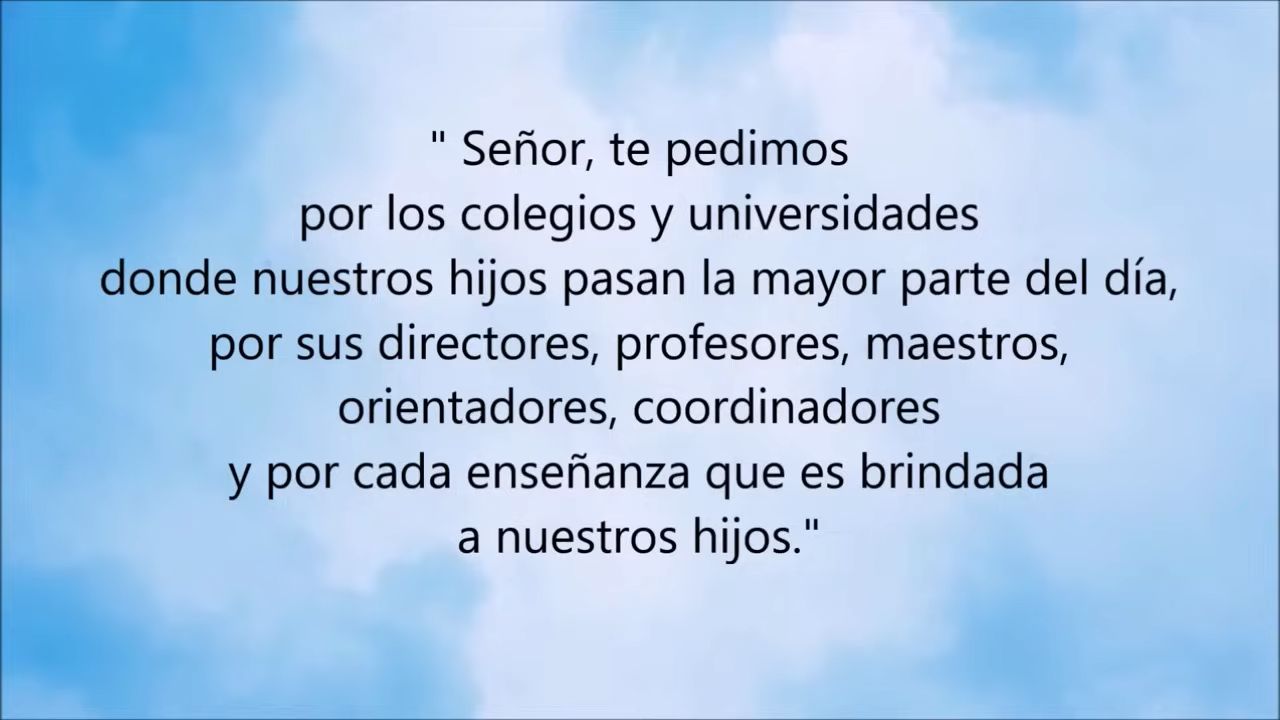 " Señor, te pedimos
por los colegios y universidades
donde nuestros hijos pasan la mayor parte del día,
por sus directores, profesores, maestros,
orientadores, coordinadores
y por cada enseñanza que es brindada
a nuestros hijos."